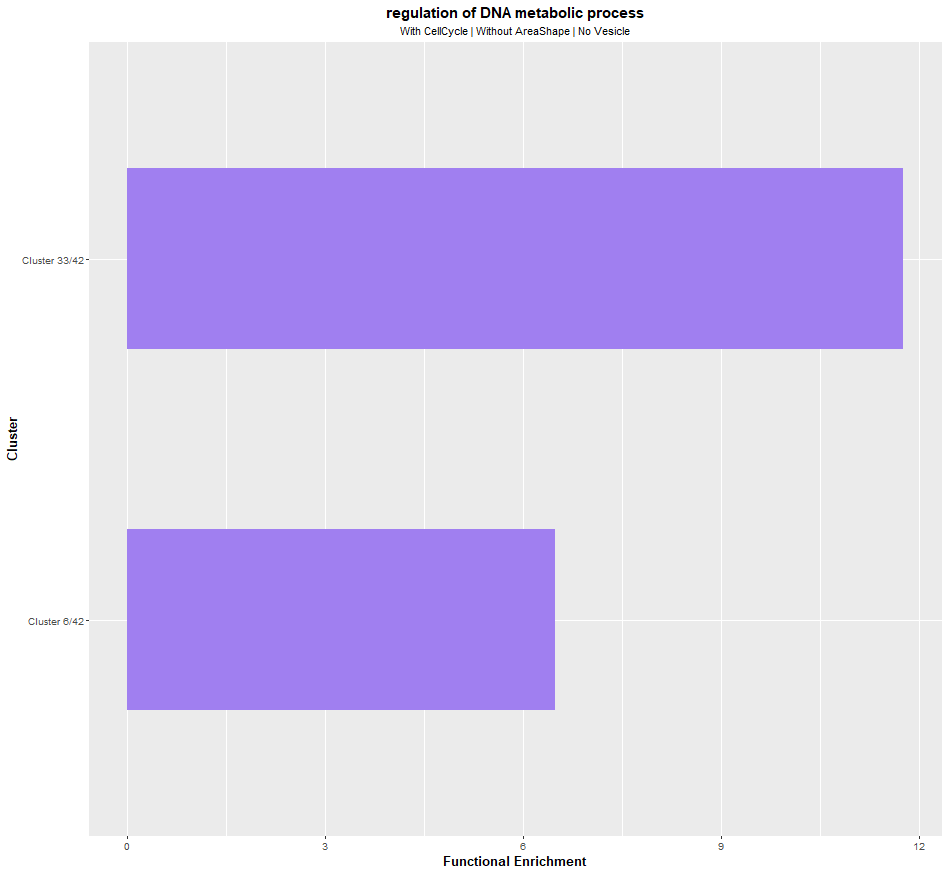 regulation of DNA metabolic process
With CellCycle | Without AreaShape | No Vesicle
Cluster
Cluster 33/42
Cluster 6/42
0 3 6 9 12
Functional Enrichment